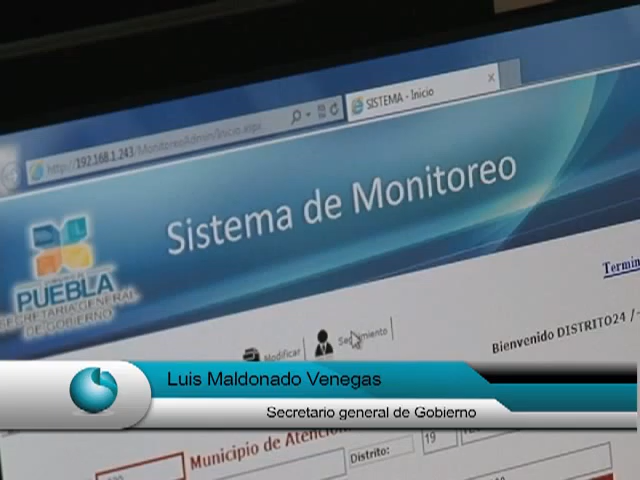 http://192.168.1.243/MonitoreoAdmin/Inicio.aspx
SISTEMA - Inicio
Sistema de Monitoreo
PUEBLA
SECRETARIA GENERAL
DE GOBIERNO
Termin
Modificar
Seguimiento
Bienvenido DISTRITO24 /
Luis Maldonado Venegas
Secretario general de Gobierno
Municipio de Atención
Distrito:
19